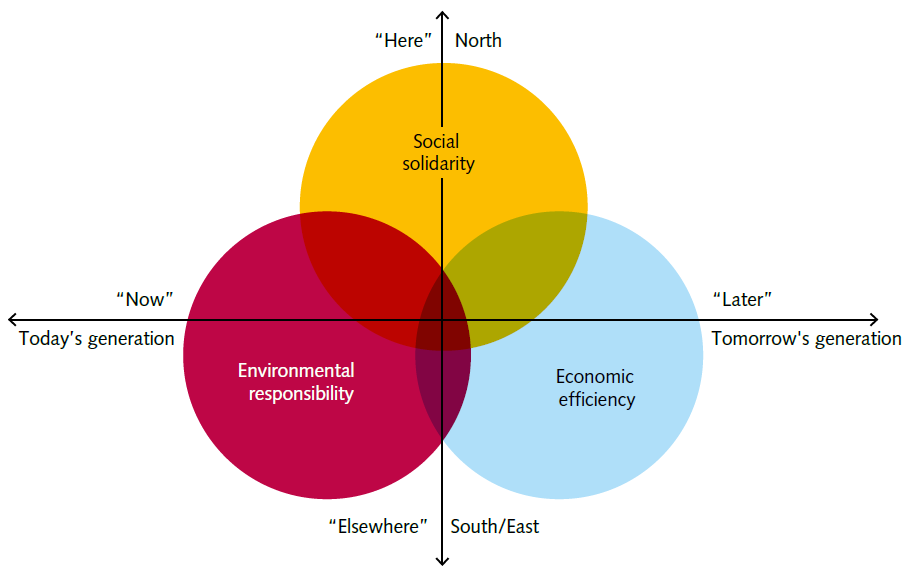 “Here” North
Social
solidarity
“Now” “Later”
Today’s generation Tomorrow's generation
Environmental
responsibility
Economic
efficiency
“Elsewhere” South/East